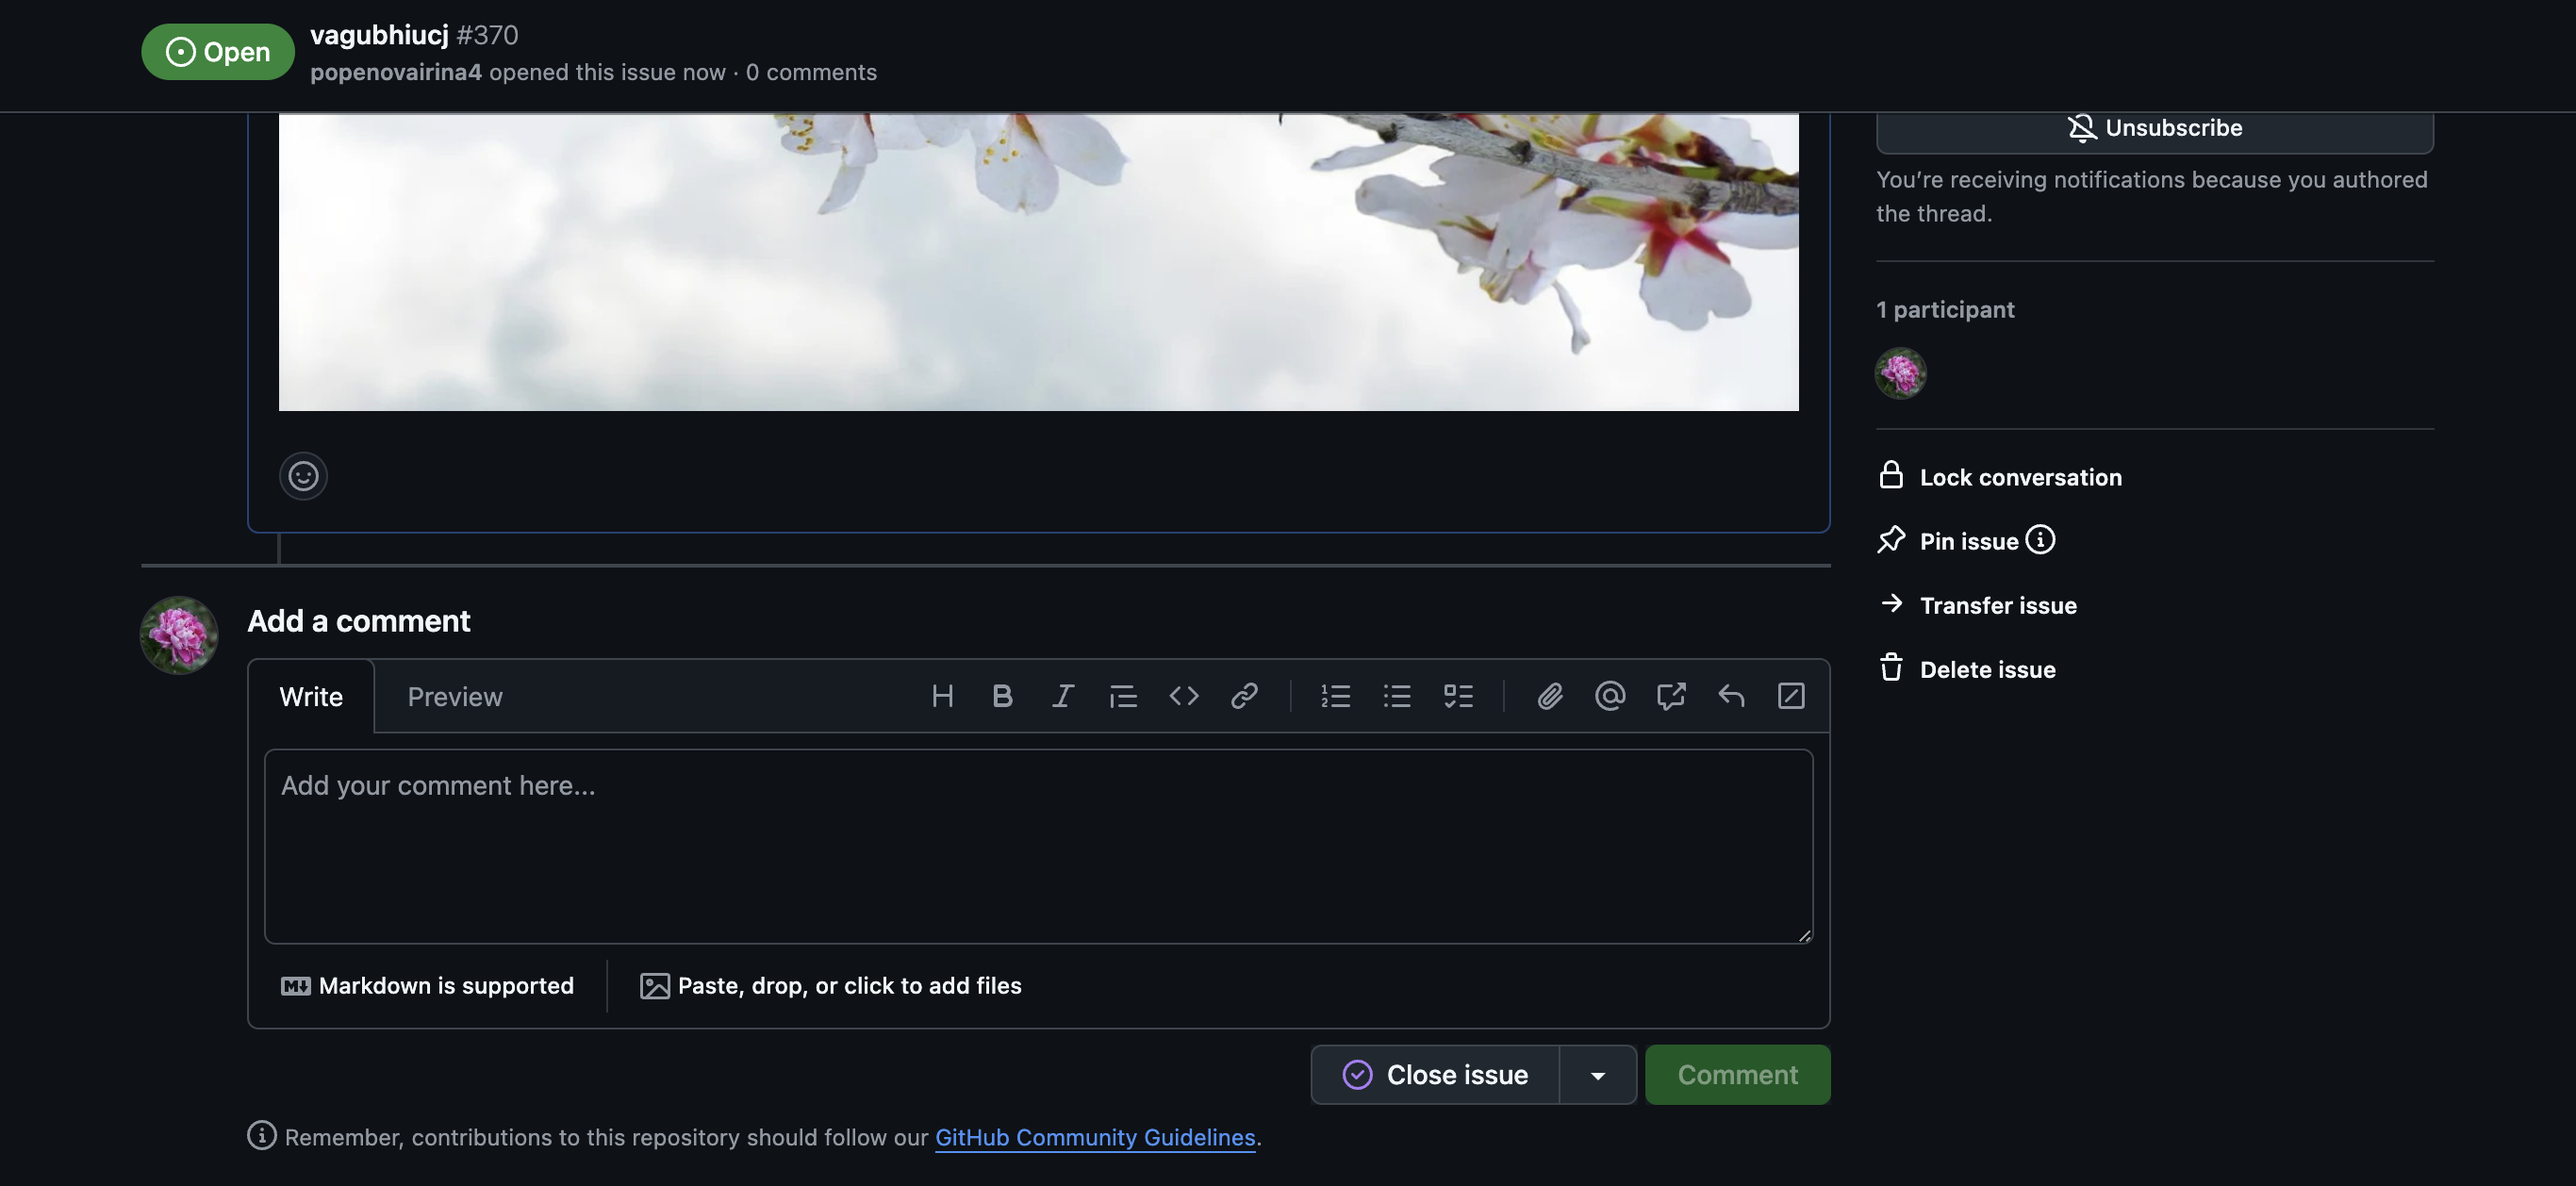 Open
vagubhiucj #370
popenovairina4 opened this issue now · 0 comments
Unsubscribe
You’re receiving notifications because you authored
the thread.
1 participant
Lock conversation
Pin issue
Transfer issue
Delete issue
Add a comment
Write
Preview
Add your comment here...
Markdown is supported
Paste, drop, or click to add files
Close issue
Comment
Remember, contributions to this repository should follow our GitHub Community Guidelines.